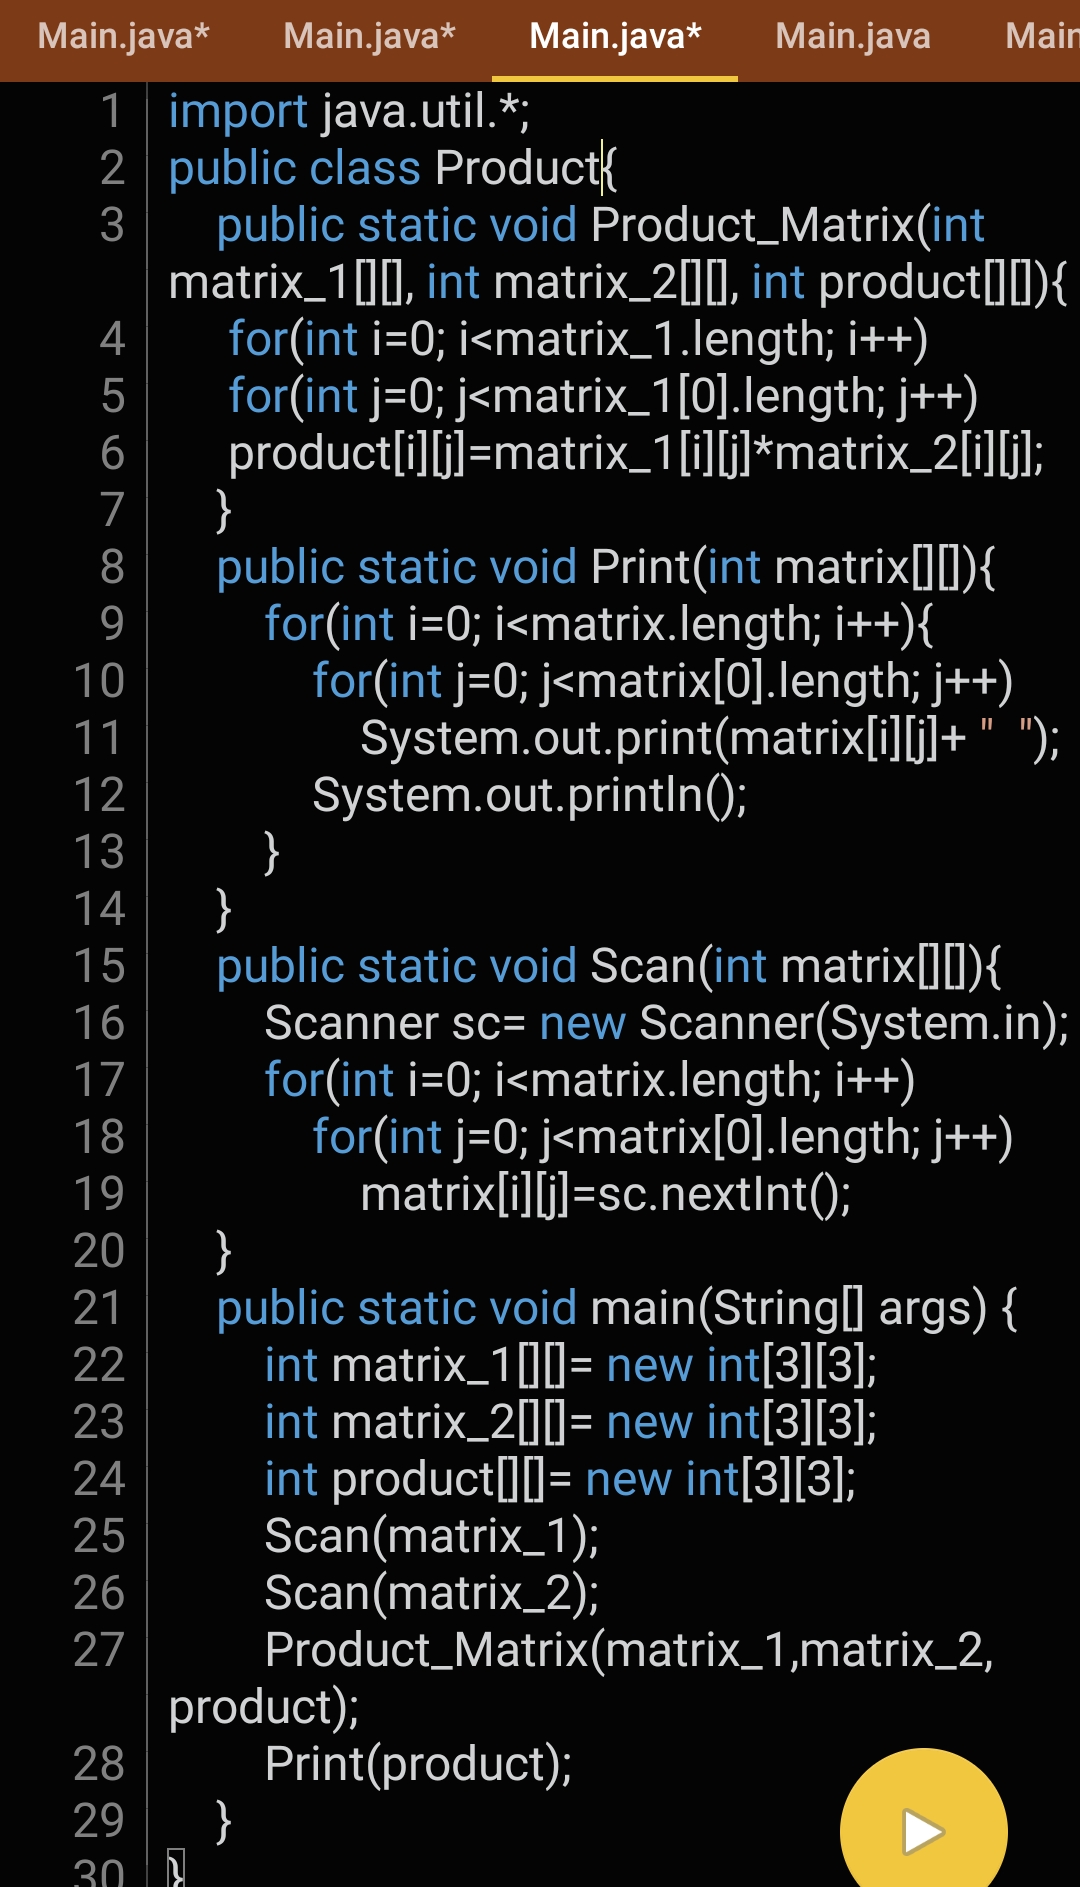 Main.java* Main.java* Main.java* Main.java Main
1 import java.util.*;
2 public class Product{
3 public static void Product_Matrix(int
matrix_1[][], int matrix_2[][], int product[][]){
4 for(int i=0; i<matrix_1.length; i++)
5 for(int j=0; j<matrix_1[0].length; j++)
6 product[i][j]=matrix_1[i][j]*matrix_2[i][j];
7 }
8 public static void Print(int matrix[][]){
9 for(int i=0; i<matrix.length; i++){
10 for(int j=0; j<matrix[0].length; j++)
11 System.out.print(matrix[i][j]+ "  ");
12 System.out.println();
13 }
14 }
15 public static void Scan(int matrix[][]){
16 Scanner sc= new Scanner(System.in);
17 for(int i=0; i<matrix.length; i++)
18 for(int j=0; j<matrix[0].length; j++)
19 matrix[i][j]=sc.nextInt();
20 }
21 public static void main(String[] args) {
22 int matrix_1[][]= new int[3][3];
23 int matrix_2[][]= new int[3][3];
24 int product[][]= new int[3][3];
25 Scan(matrix_1);
26 Scan(matrix_2);
27 Product_Matrix(matrix_1,matrix_2,
product);
28 Print(product);
29 }
30 }